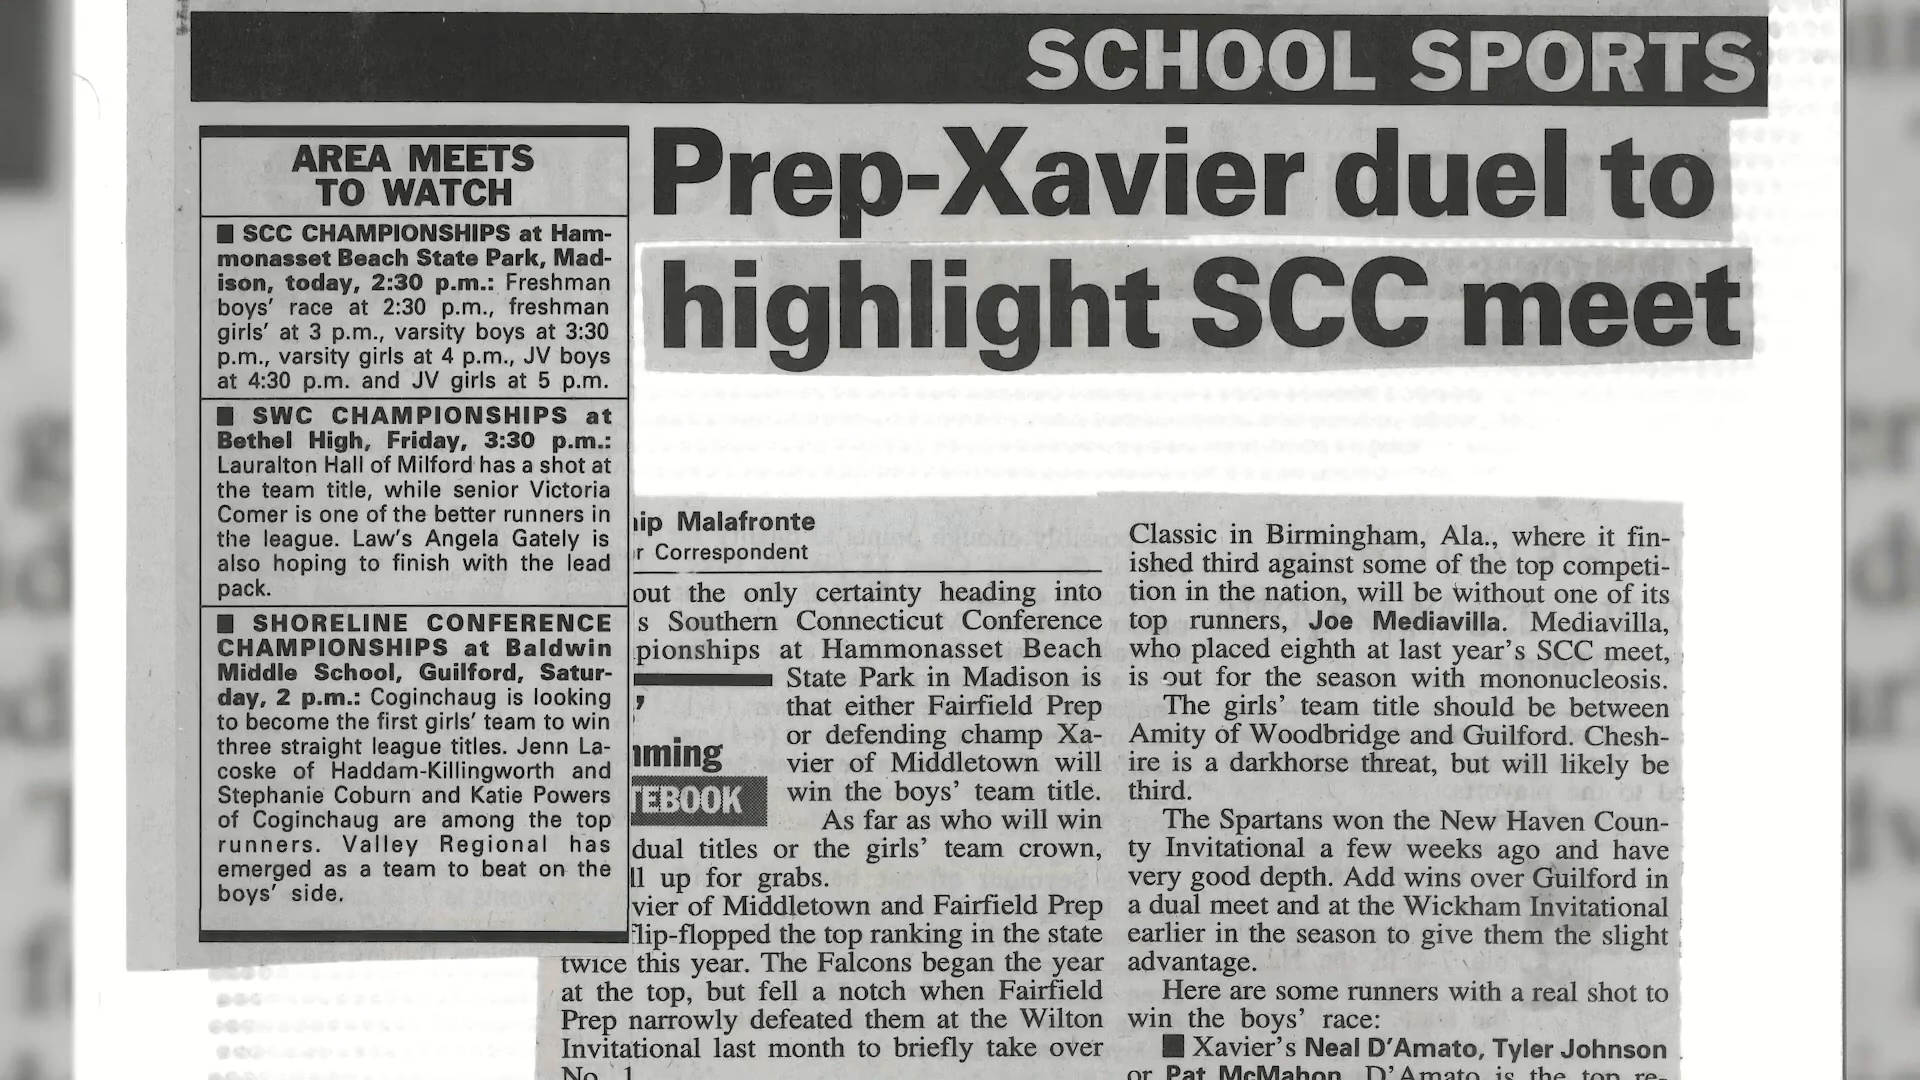 SCHOOL SPORTS
Prep-Xavier duel to
highlight SCC meet
AREA MEETS
TO WATCH
■ SCC CHAMPIONSHIPS at Ham-
monasset Beach State Park, Mad-
ison, today, 2:30 p.m.: Freshman
boys' race at 2:30 p.m., freshman
girls' at 3 p.m., varsity boys at 3:30
p.m., varsity girls at 4 p.m., JV boys
at 4:30 p.m. and JV girls at 5 p.m.
■ SWC CHAMPIONSHIPS at
Bethel High, Friday, 3:30 p.m.:
Lauralton Hall of Milford has a shot at
the team title, while senior Victoria
Comer is one of the better runners in
the league. Law's Angela Gately is
also hoping to finish with the lead
pack.
■ SHORELINE CONFERENCE
CHAMPIONSHIPS at Baldwin
Middle School, Guilford, Satur-
day, 2 p.m.: Coginchaug is looking
to become the first girls' team to win
three straight league titles. Jenn La-
coske of Haddam-Killingworth and
Stephanie Coburn and Katie Powers
of Coginchaug are among the top
runners. Valley Regional has
emerged as a team to beat on the
boys' side.
ip Malafronte
r Correspondent
out the only certainty heading into
s Southern Connecticut Conference
pionships at Hammonasset Beach
State Park in Madison is
that either Fairfield Prep
or defending champ Xa-
vier of Middletown will
win the boys' team title.
ming
TEBOOK
As far as who will win
dual titles or the girls' team crown,
ll up for grabs.
vier of Middletown and Fairfield Prep
flip-flopped the top ranking in the state
twice this year. The Falcons began the year
at the top, but fell a notch when Fairfield
Prep narrowly defeated them at the Wilton
Invitational last month to briefly take over
No. 1
Classic in Birmingham, Ala., where it fin-
ished third against some of the top competi-
tion in the nation, will be without one of its
top runners, Joe Mediavilla. Mediavilla,
who placed eighth at last year's SCC meet,
is out for the season with mononucleosis.
The girls' team title should be between
Amity of Woodbridge and Guilford. Chesh-
ire is a darkhorse threat, but will likely be
third.
The Spartans won the New Haven Coun-
ty Invitational a few weeks ago and have
very good depth. Add wins over Guilford in
a dual meet and at the Wickham Invitational
earlier in the season to give them the slight
advantage.
Here are some runners with a real shot to
win the boys' race:
■ Xavier's Neal D'Amato, Tyler Johnson
or Pat McMahon. D'Amato is the top re-